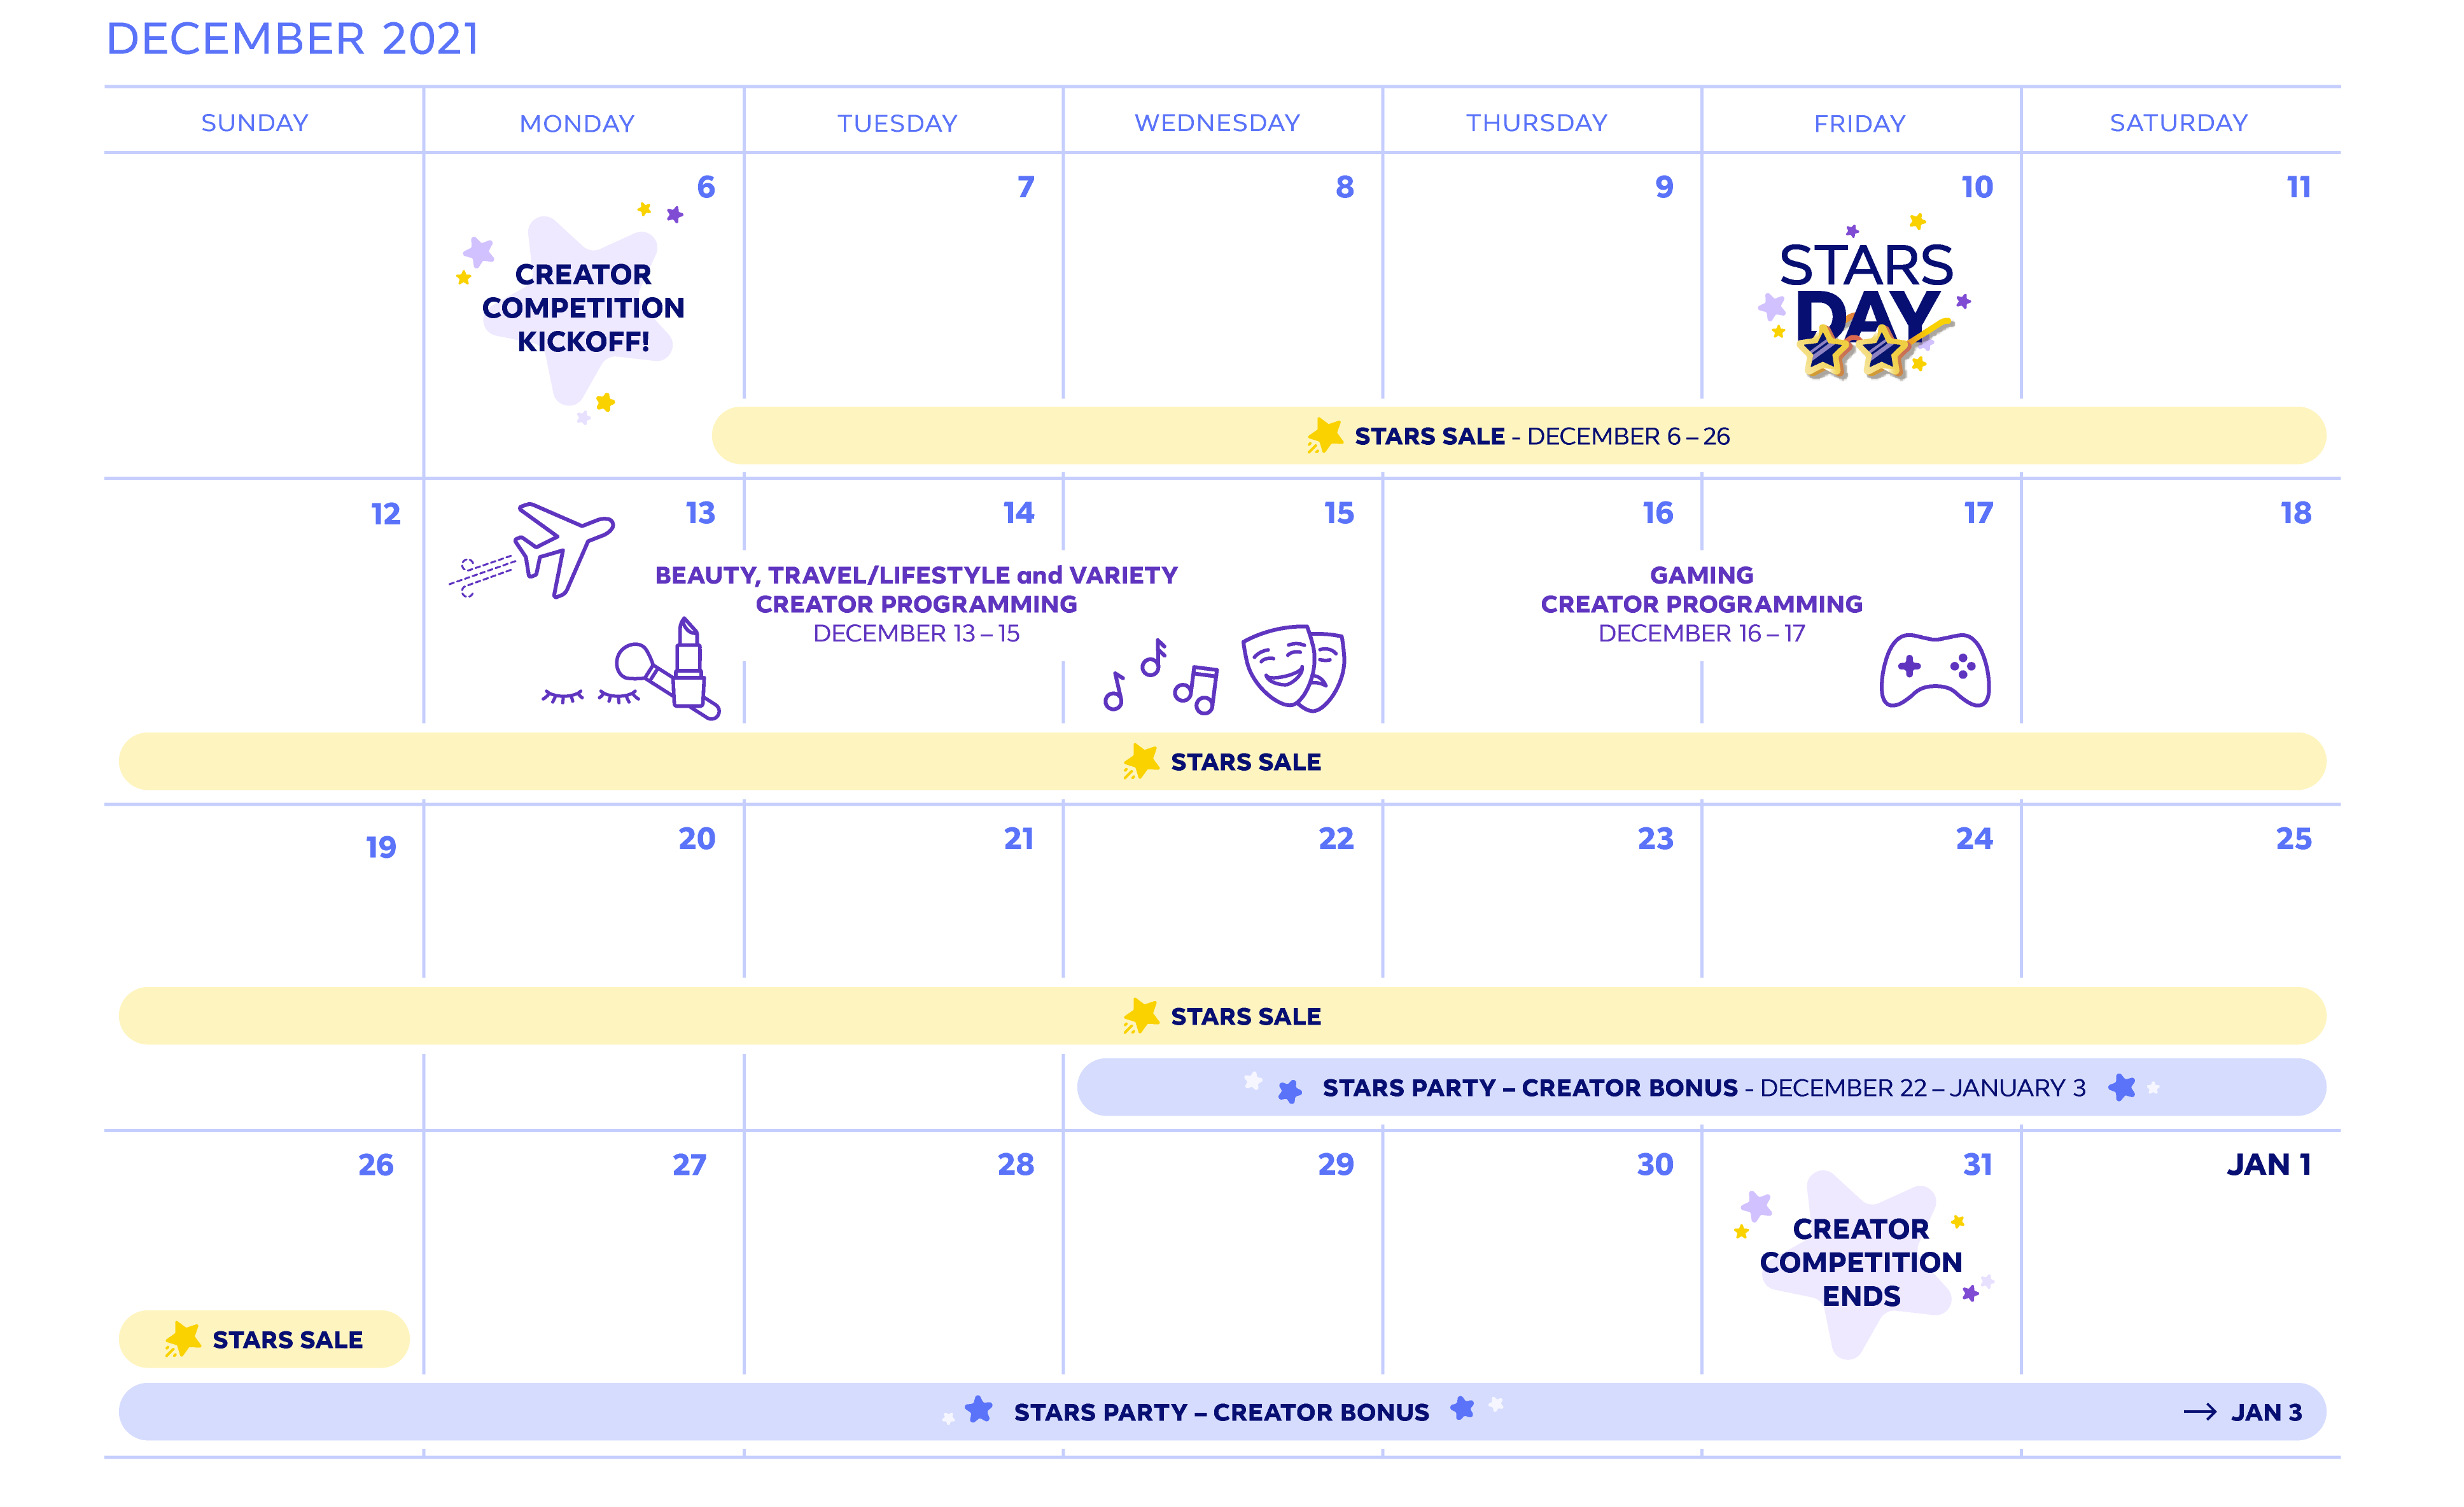 DECEMBER 2021
SUNDAY
MONDAY
TUESDAY
WEDNESDAY
THURSDAY
FRIDAY
SATURDAY
6
7
8
9
10
11
CREATOR
COMPETITION
KICKOFF!
STARS
DAY
STARS SALE - DECEMBER 6 – 26
12
13
14
15
16
17
18
BEAUTY, TRAVEL/LIFESTYLE and VARIETY
CREATOR PROGRAMMING
DECEMBER 13 – 15
GAMING
CREATOR PROGRAMMING
DECEMBER 16 – 17
STARS SALE
19
20
21
22
23
24
25
STARS SALE
STARS PARTY – CREATOR BONUS - DECEMBER 22 – JANUARY 3
26
27
28
29
30
31
JAN 1
CREATOR
COMPETITION
ENDS
STARS SALE
STARS PARTY – CREATOR BONUS
→ JAN 3